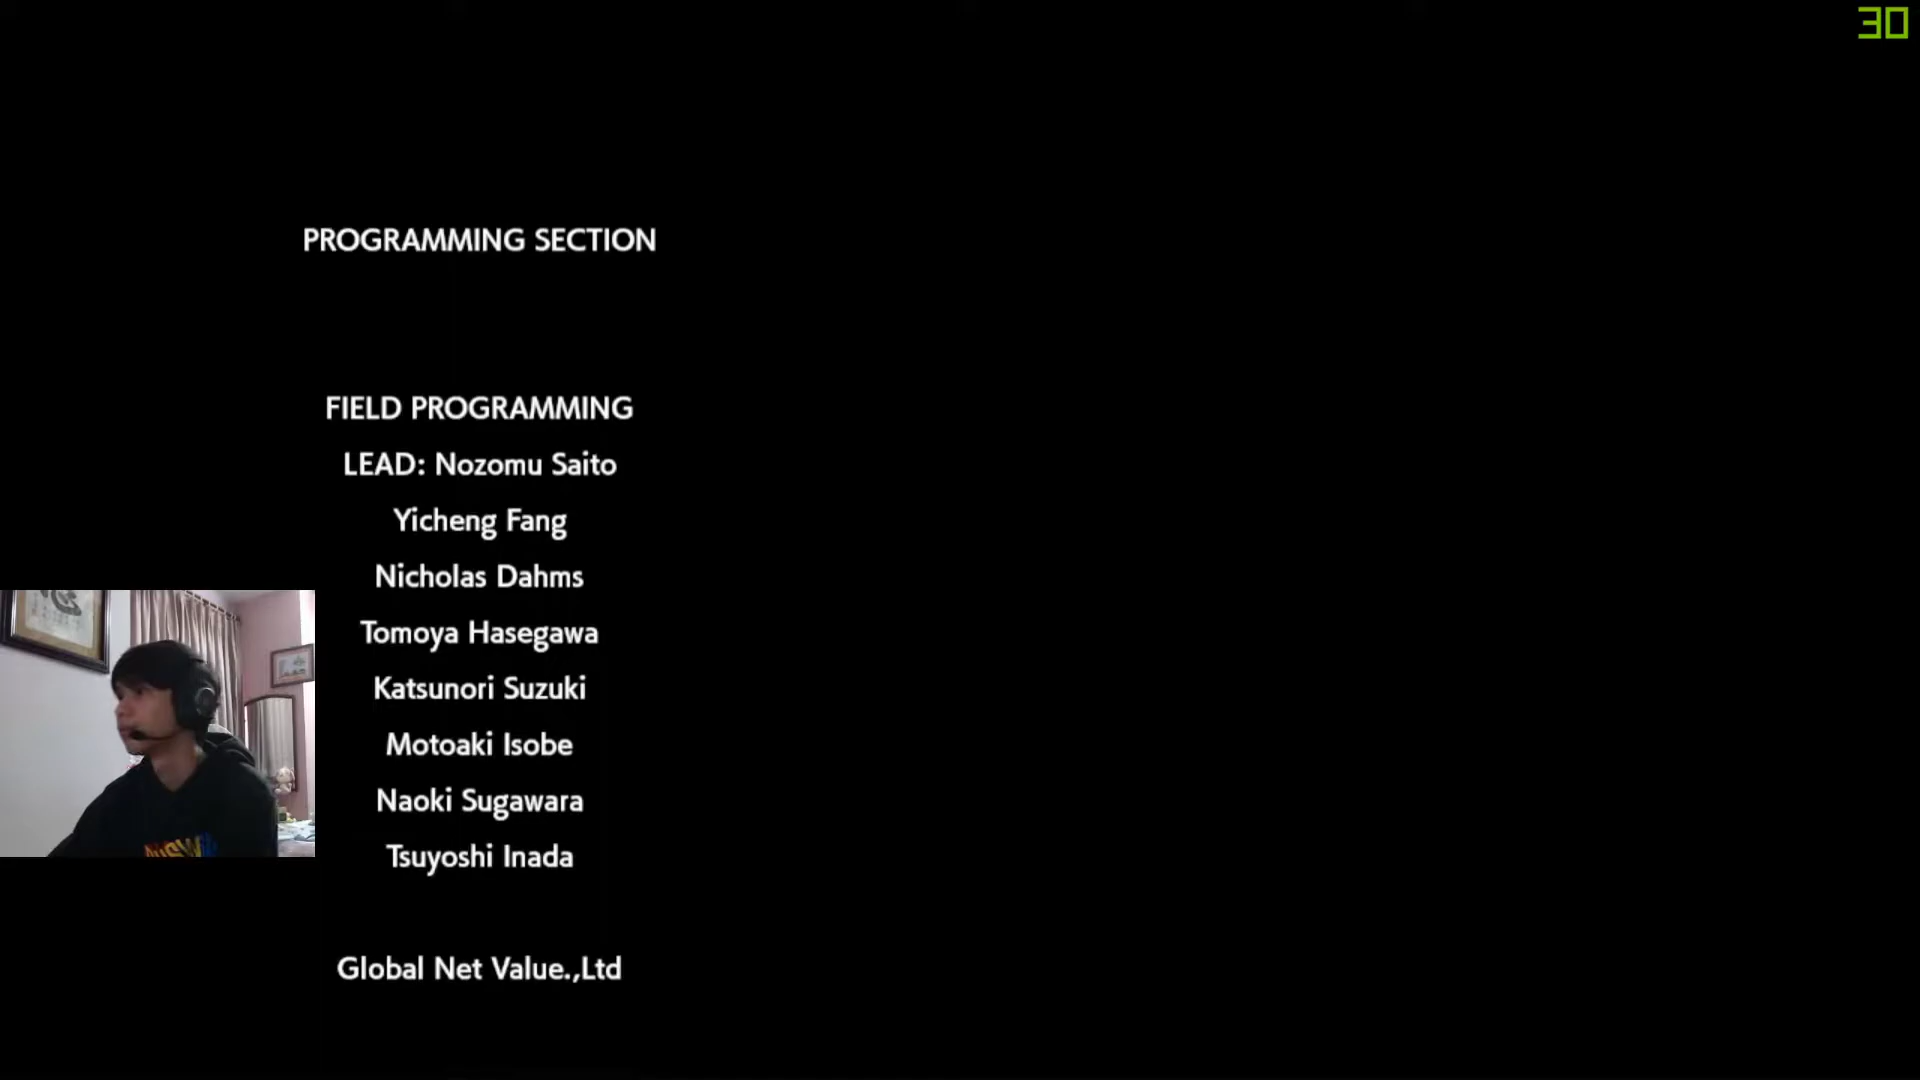 30
PROGRAMMING SECTION
FIELD PROGRAMMING
LEAD: Nozomu Saito
Yicheng Fang
Nicholas Dahms
Tomoya Hasegawa
Katsunori Suzuki
Motoaki Isobe
Naoki Sugawara
Tsuyoshi Inada
Global Net Value.,Ltd